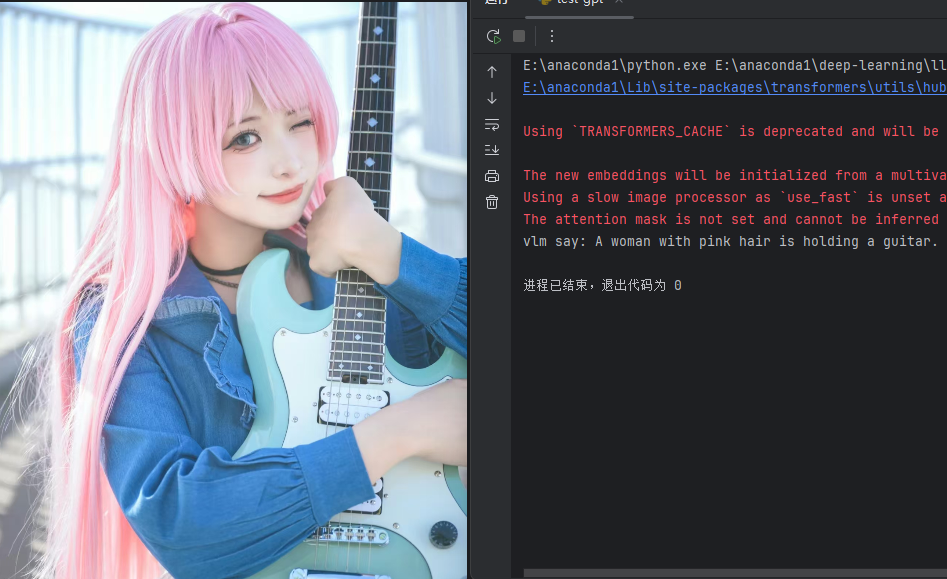 运行
test-gpt
E:\anaconda1\python.exe E:\anaconda1\deep-learning\ll
E:\anaconda1\Lib\site-packages\transformers\utils\hub
Using `TRANSFORMERS_CACHE` is deprecated and will be
The new embeddings will be initialized from a multiva
Using a slow image processor as `use_fast` is unset a
The attention mask is not set and cannot be inferred
vlm say: A woman with pink hair is holding a guitar.
进程已结束，退出代码为 0